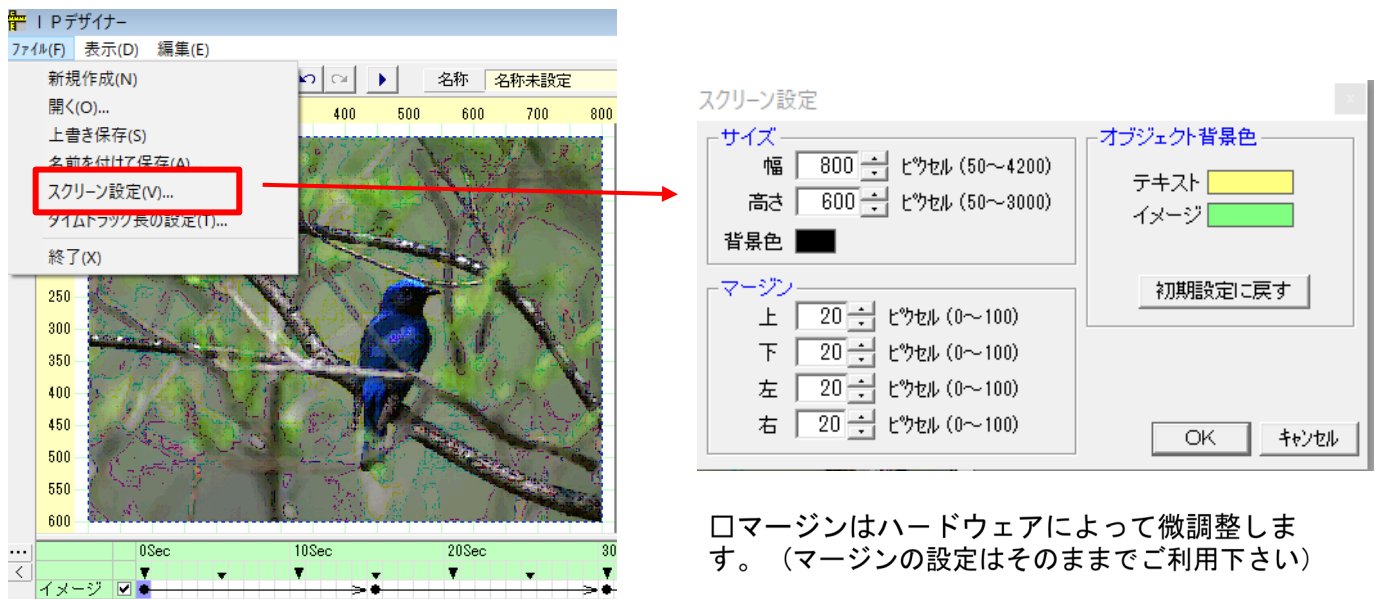 IPデザイナー
ファイル(F) 表示(D) 編集(E)
新規作成(N)
開く(O)...
上書き保存(S)
名前を付けて保存(A)
スクリーン設定(V)...
タイムトラック長の設定(T)...
終了(X)
名称 名称未設定
400 500 600 700 800
250
300
350
400
450
500
550
600
... 0Sec 10Sec 20Sec 30
<
イメージ
スクリーン設定
サイズ
幅 800 ピクセル (50～4200)
高さ 600 ピクセル (50～3000)
背景色
マージン
上 20 ピクセル (0～100)
下 20 ピクセル (0～100)
左 20 ピクセル (0～100)
右 20 ピクセル (0～100)
オブジェクト背景色
テキスト
イメージ
初期設定に戻す
OK キャンセル
□マージンはハードウェアによって微調整しま
す。（マージンの設定はそのままでご利用下さい）